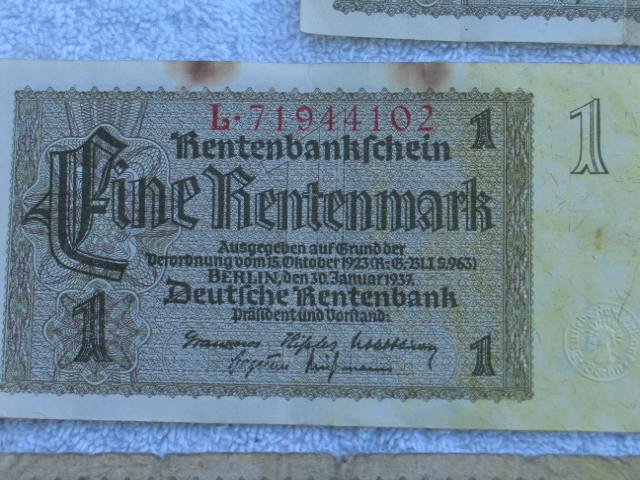 L·71944102
1
1
Rentenbankschein
Eine Rentenmark
Ausgegeben auf Grund der
Verordnung vom 15. Oktober 1923 (R.-G.-Bl. I S. 963)
BERLIN, den 30. Januar 1937.
Deutsche Rentenbank
Präsident und Vorstand:
1
1